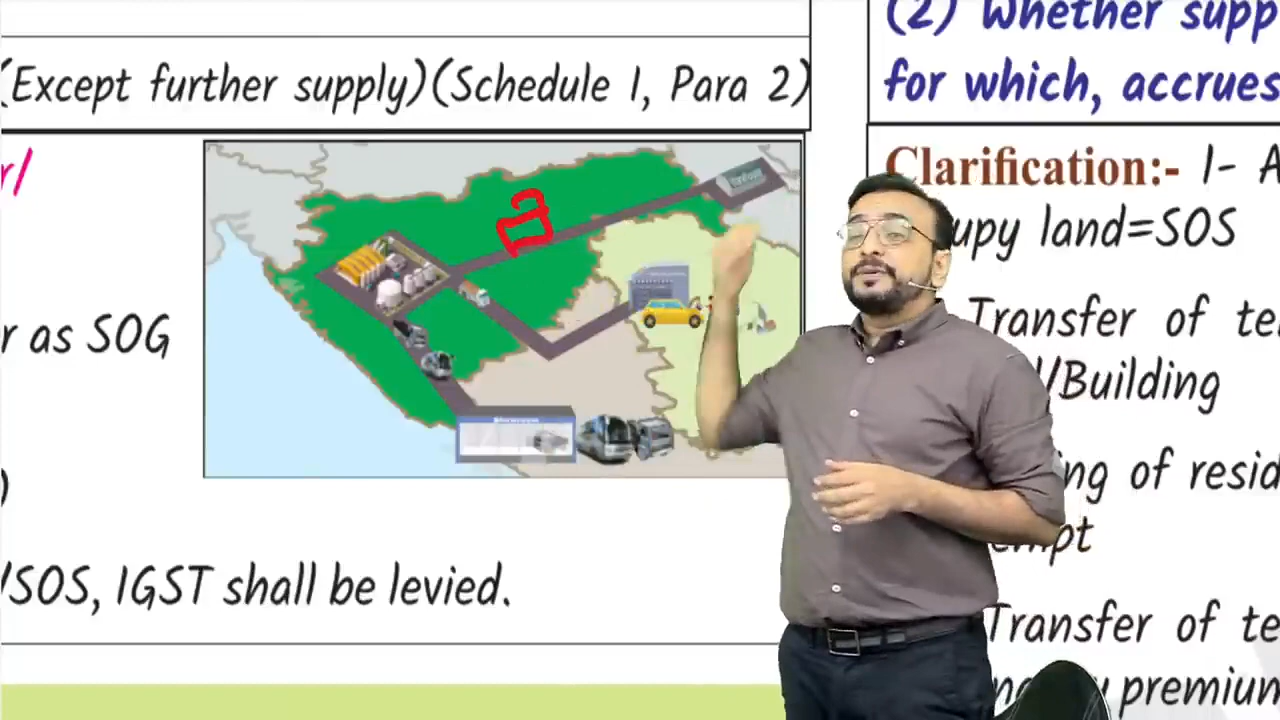 (Except further supply)(Schedule 1, Para 2)
r/
r as SOG
)
/SOS, IGST shall be levied.
(2) Whether supp
for which, accrues
Clarification:- 1- A
upy land=SOS
Transfer of te
/Building
ng of resid
empt
Transfer of te
premium